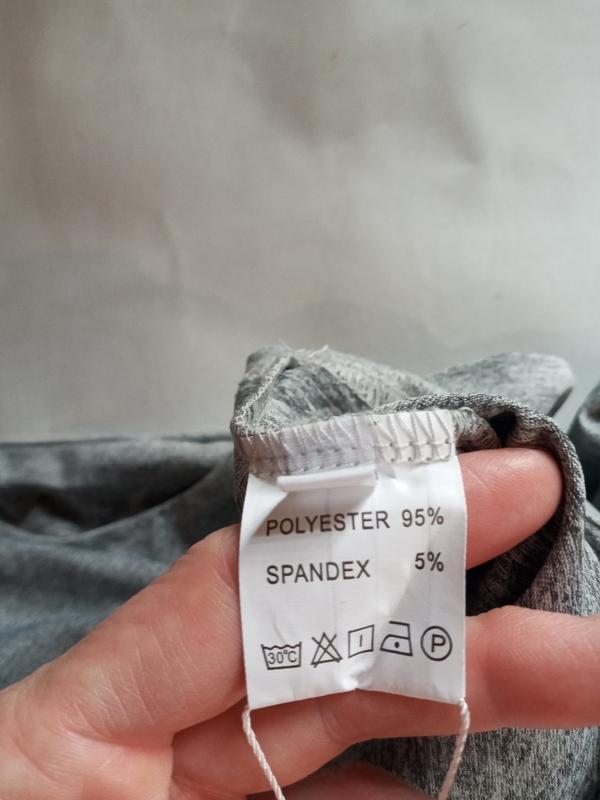 POLYESTER 95%
SPANDEX 5%
30°C P